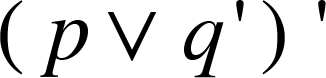 ( p ∨ q' ) '